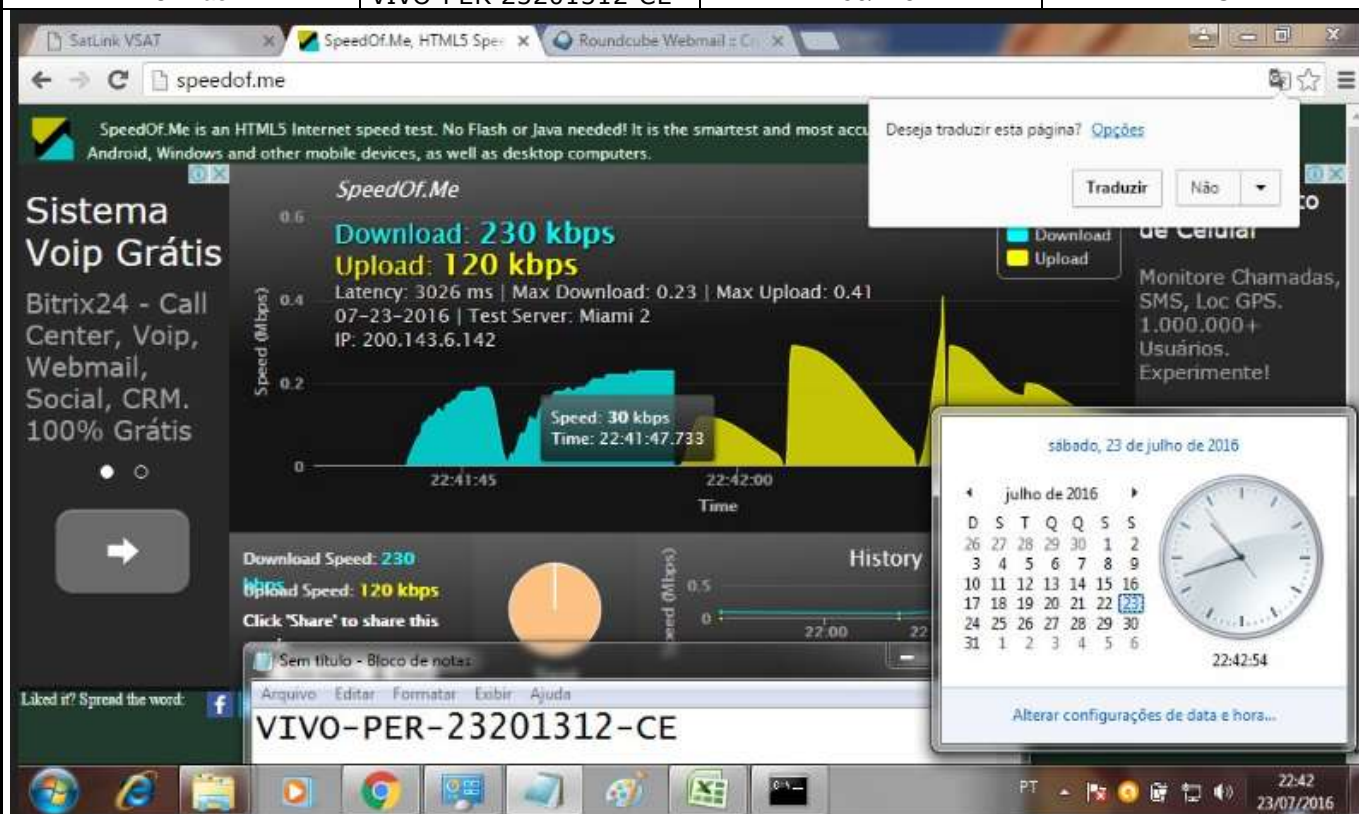 VIVO-PER-23201312-CE
SatLink VSAT
SpeedOf.Me, HTML5 Spe
Roundcube Webmail :: C
speedof.me
SpeedOf.Me is an HTML5 Internet speed test. No Flash or Java needed! It is the smartest and most accu
Android, Windows and other mobile devices, as well as desktop computers.
Deseja traduzir esta página? Opções
Traduzir Não
Sistema
Voip Grátis
Bitrix24 - Call
Center, Voip,
Webmail,
Social, CRM.
100% Grátis
SpeedOf.Me
Download: 230 kbps
Upload: 120 kbps
Latency: 3026 ms | Max Download: 0.23 | Max Upload: 0.41
07-23-2016 | Test Server: Miami 2
IP: 200.143.6.142
Download
Upload
Speed (Mbps)
0.6
0.4
0.2
0
Speed: 30 kbps
Time: 22:41:47.733
22:41:45 22:42:00
Time
de Celular
Monitore Chamadas,
SMS, Loc GPS.
1.000.000+
Usuários.
Experimente!
Download Speed: 230
kbps
Upload Speed: 120 kbps
Click 'Share' to share this
History
Speed (Mbps)
0.5
0
22:00 22
sábado, 23 de julho de 2016
julho de 2016
D S T Q Q S S
26 27 28 29 30 1 2
3 4 5 6 7 8 9
10 11 12 13 14 15 16
17 18 19 20 21 22 23
24 25 26 27 28 29 30
31 1 2 3 4 5 6
22:42:54
Alterar configurações de data e hora...
Sem título - Bloco de notas
Arquivo Editar Formatar Exibir Ajuda
VIVO-PER-23201312-CE
Liked it? Spread the word:
PT
22:42
23/07/2016